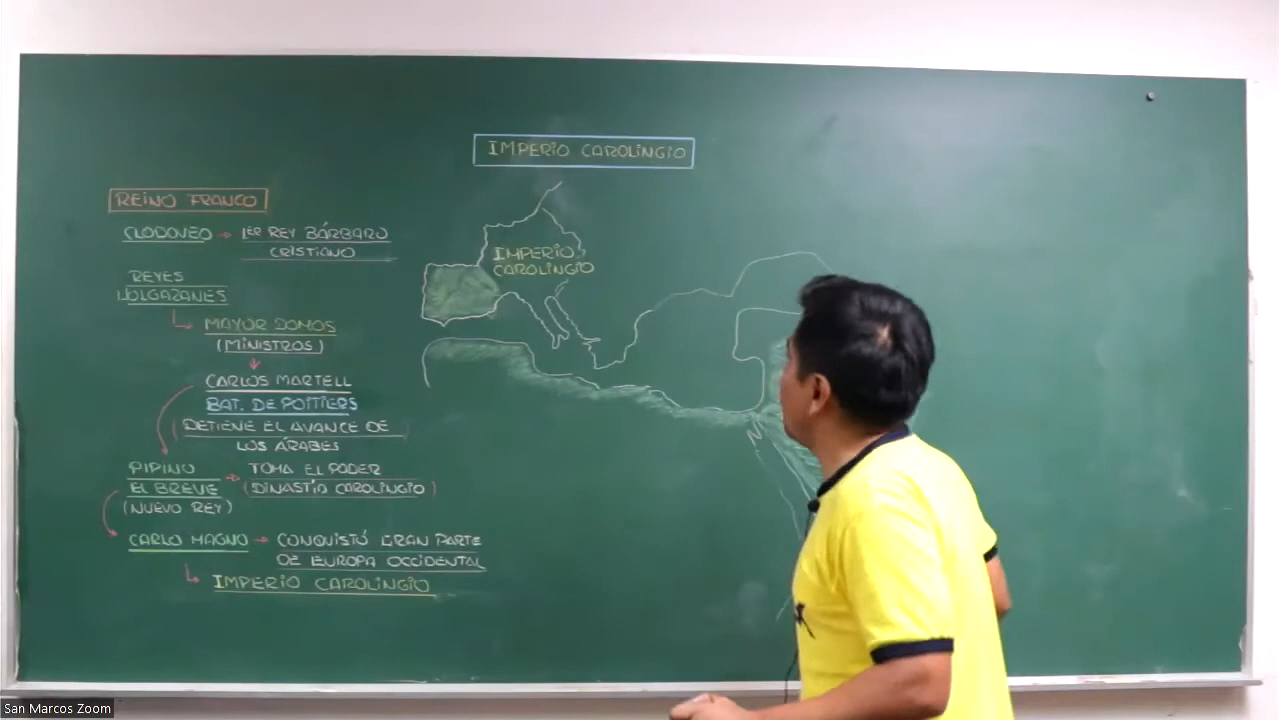 IMPERIO CAROLINGIO
REINO FRANCO
CLODOVEO → 1ER REY BÁRBARO
CRISTIANO
REYES
HOLGAZANES
MAYOR DOMOS
(MINISTROS)
CARLOS MARTELL
BAT. DE POITIERS
(DETIENE EL AVANCE DE
LOS ÁRABES
PIPINO
EL BREVE
(NUEVO REY)
→ TOMA EL PODER
(DINASTÍA CAROLINGIO)
CARLO MAGNO → CONQUISTÓ GRAN PARTE
DE EUROPA OCCIDENTAL
IMPERIO CAROLINGIO
IMPERIO
CAROLINGIO
San Marcos Zoom